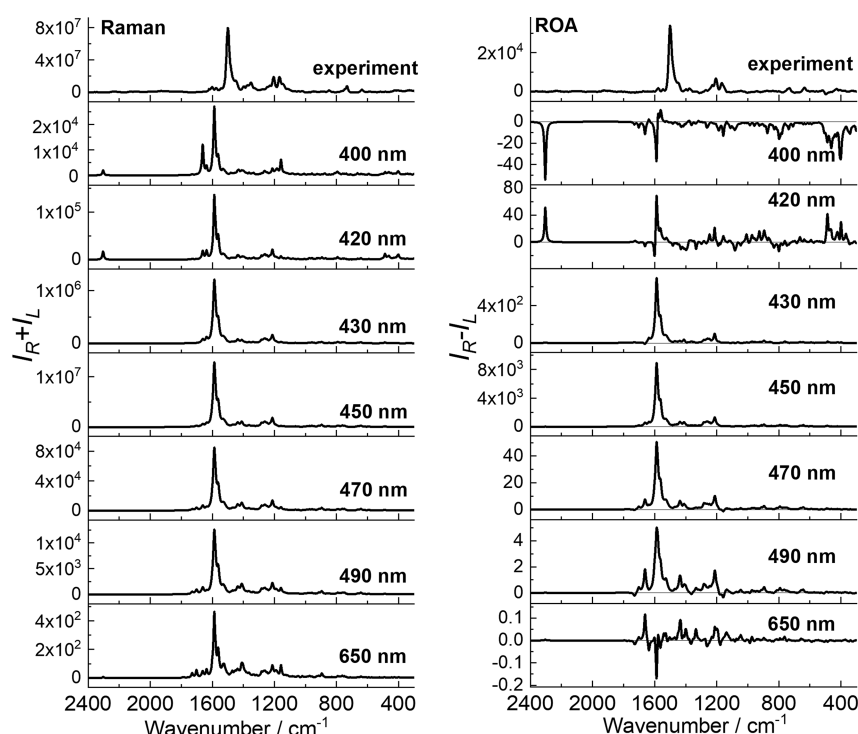 Raman
8x10⁷
4x10⁷
0
experiment
2x10⁴
1x10⁴
0
400 nm
1x10⁵
0
420 nm
1x10⁶
0
430 nm
1x10⁷
0
450 nm
8x10⁴
4x10⁴
0
470 nm
1x10⁴
5x10³
0
490 nm
4x10²
2x10²
0
650 nm
I_R+I_L
2400 2000 1600 1200 800 400
Wavenumber / cm⁻¹
ROA
2x10⁴
0
experiment
0
-20
-40
400 nm
80
40
0
420 nm
4x10²
0
430 nm
8x10³
4x10³
0
450 nm
40
20
0
470 nm
4
2
0
490 nm
0.1
0.0
-0.1
-0.2
650 nm
I_R-I_L
2400 2000 1600 1200 800 400
Wavenumber / cm⁻¹